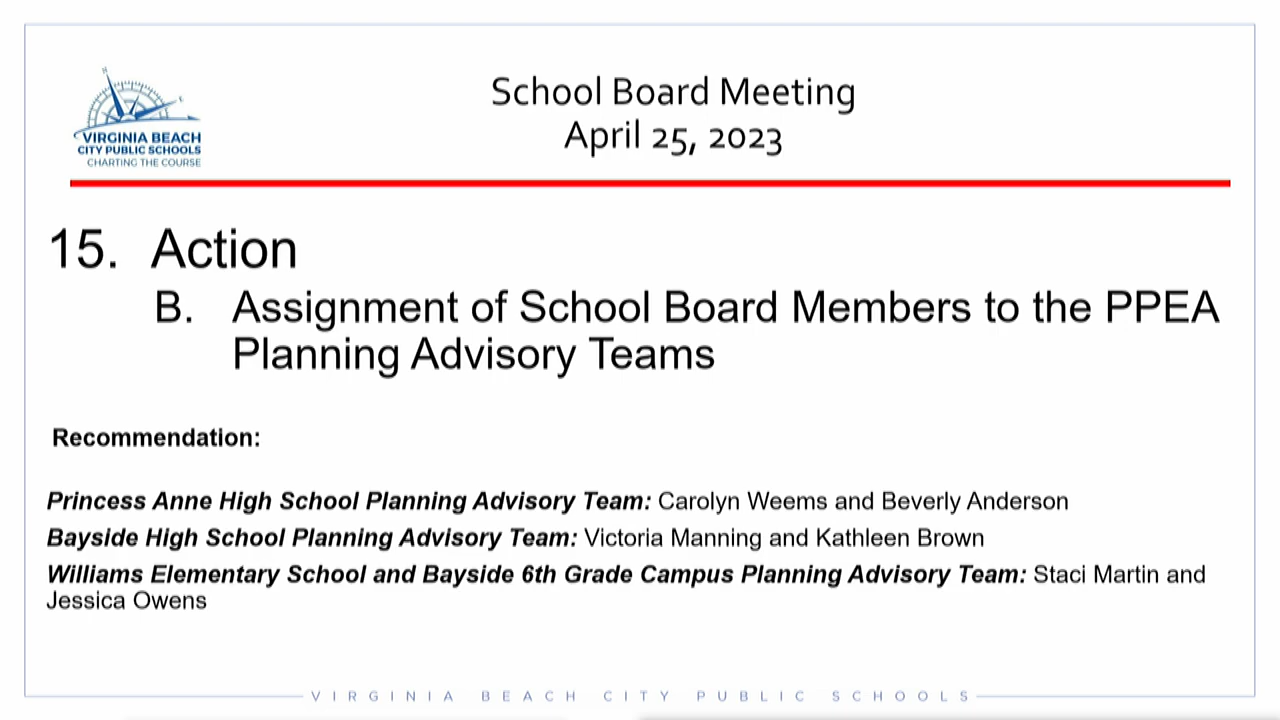 N
E
VIRGINIA BEACH
CITY PUBLIC SCHOOLS
CHARTING THE COURSE
School Board Meeting
April 25, 2023
15. Action
B. Assignment of School Board Members to the PPEA
Planning Advisory Teams
Recommendation:
Princess Anne High School Planning Advisory Team: Carolyn Weems and Beverly Anderson
Bayside High School Planning Advisory Team: Victoria Manning and Kathleen Brown
Williams Elementary School and Bayside 6th Grade Campus Planning Advisory Team: Staci Martin and
Jessica Owens
VIRGINIA BEACH CITY PUBLIC SCHOOLS